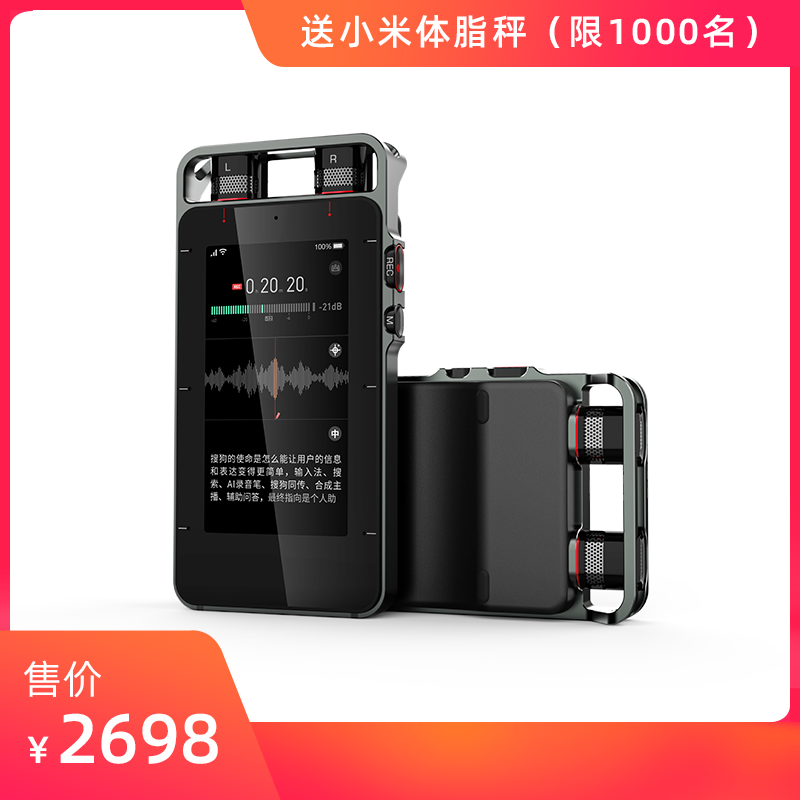 送小米体脂秤（限1000名）
L
R
100%
REC
REC 0h20m20s
-21dB
M
中
搜狗的使命是怎么能让用户的信息
和表达变得更简单，输入法、搜
索、AI录音笔、搜狗同传、合成主
播、辅助问答，最终指向是个人助
售价
¥2698